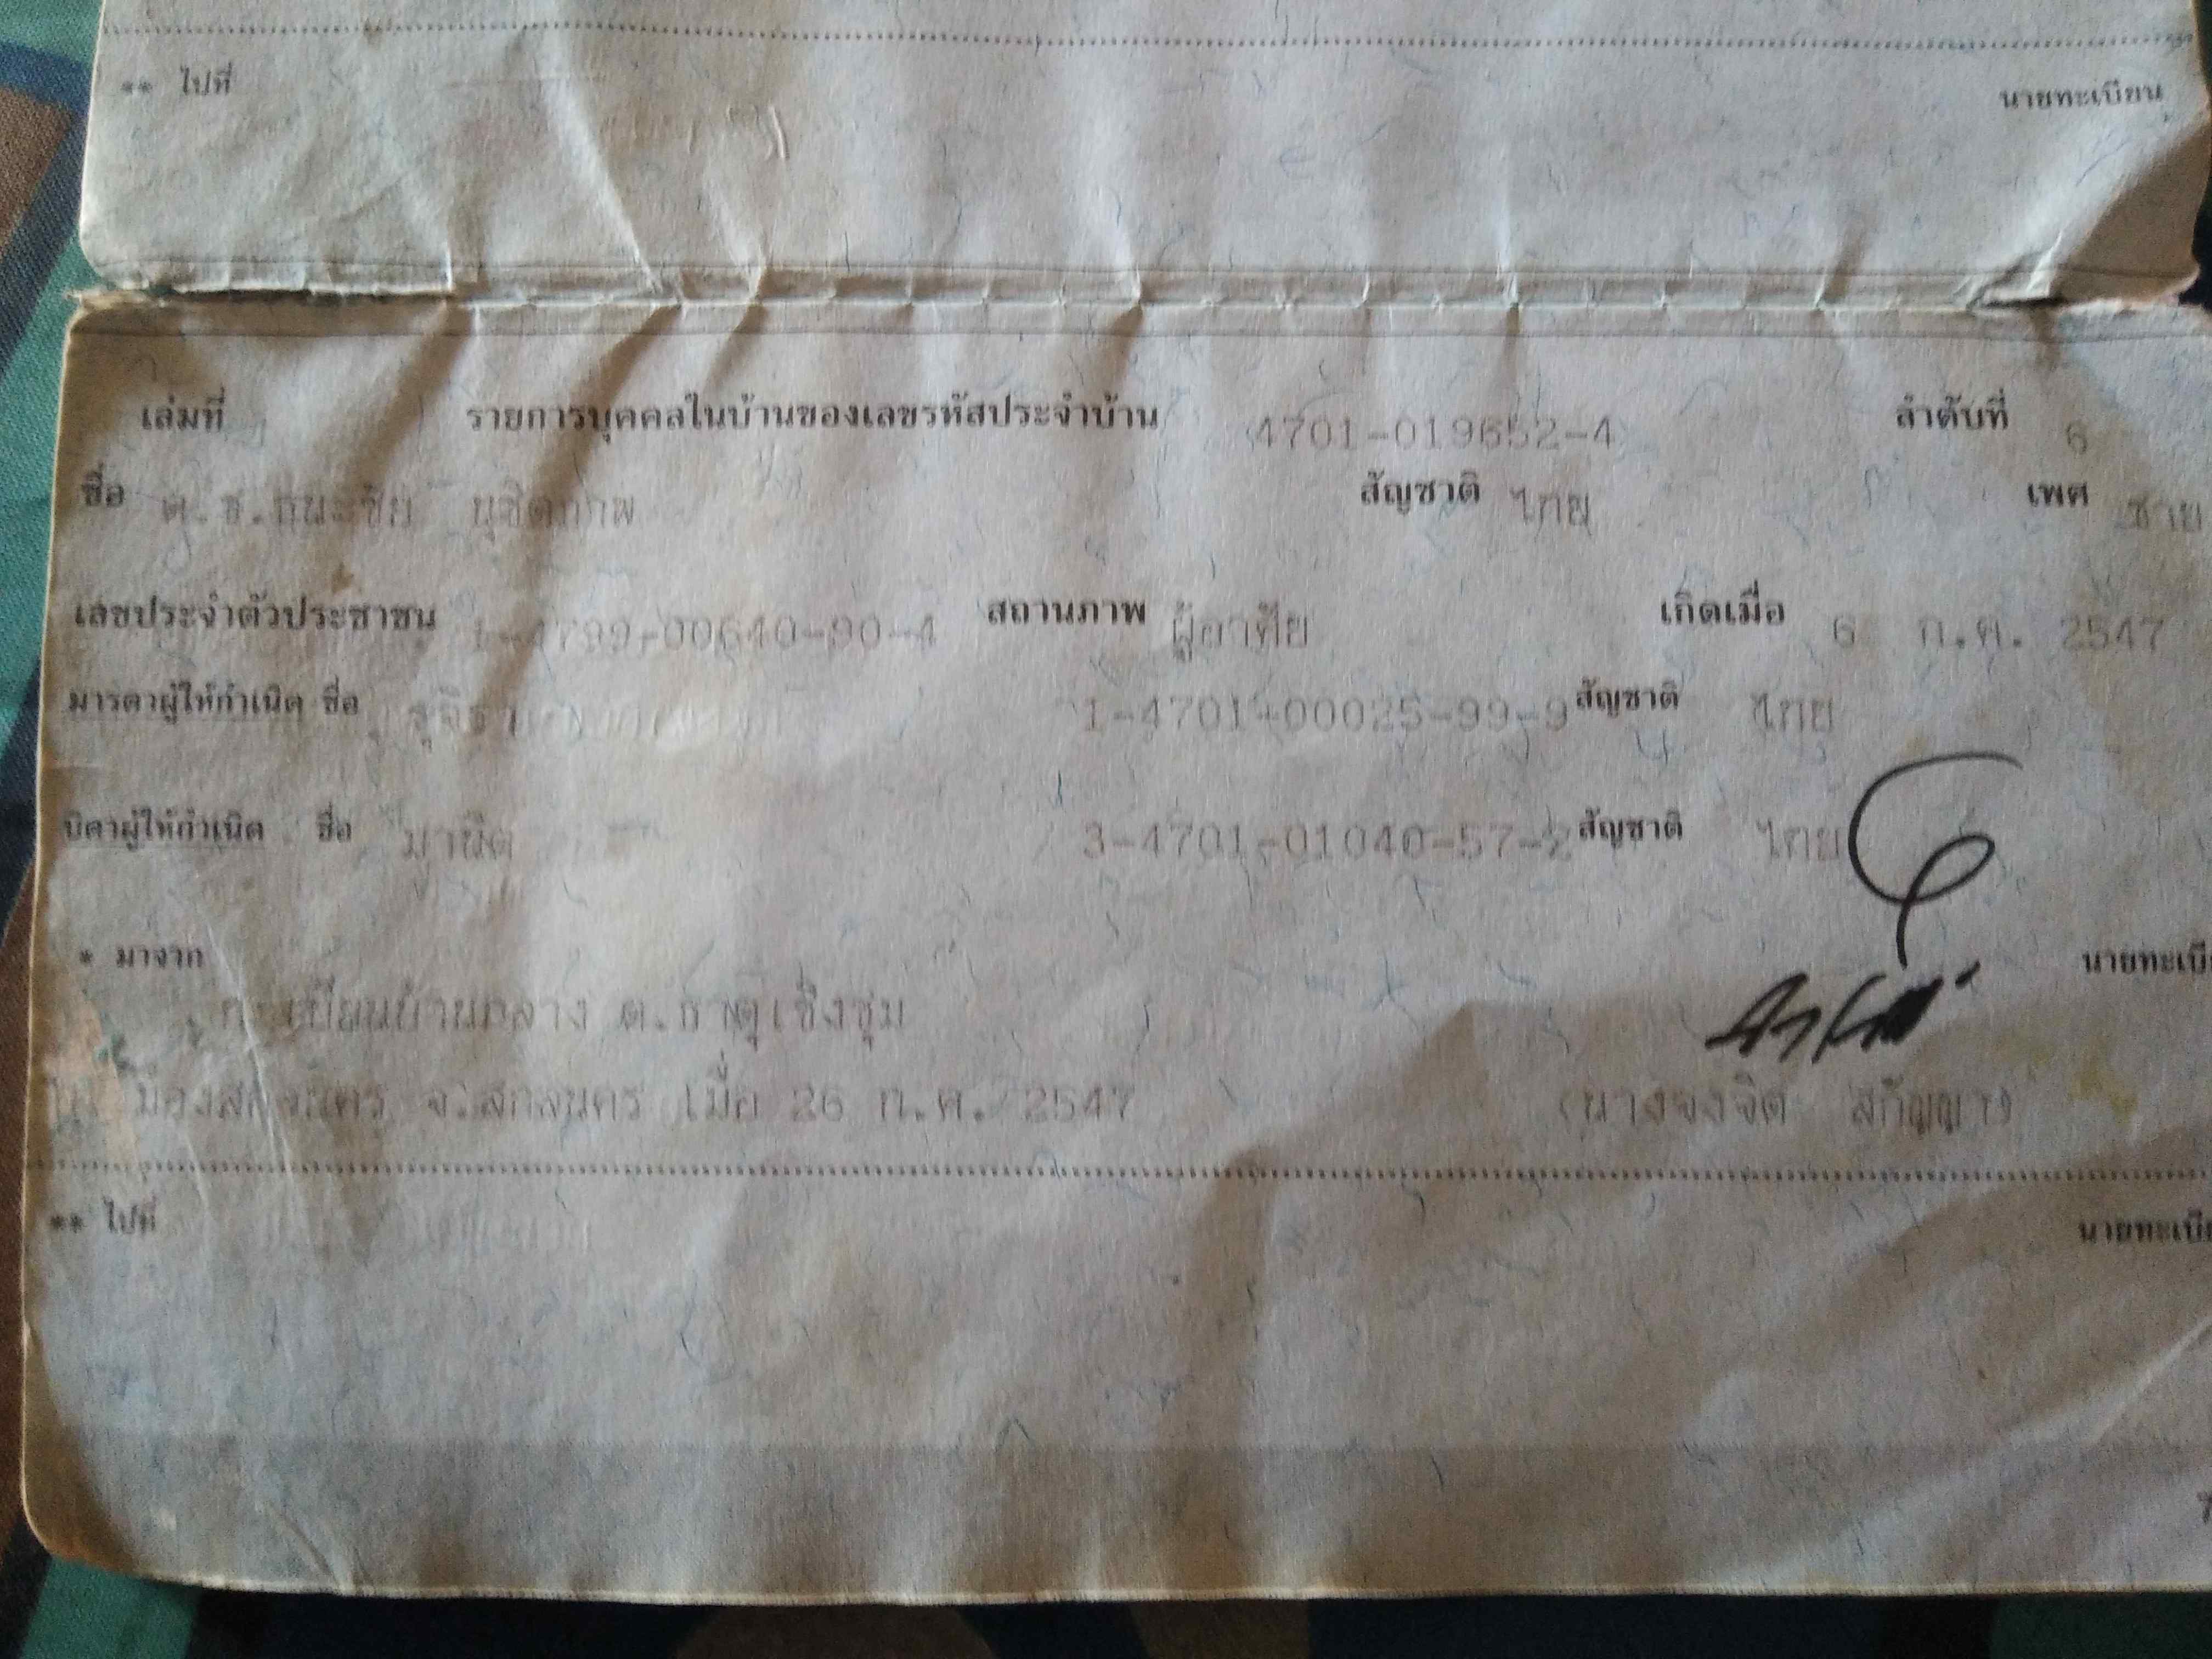 ** ไปที่ นายทะเบียน
เล่มที่ รายการบุคคลในบ้านของเลขรหัสประจำบ้าน 4701-019652-4 ลำดับที่ 6
ชื่อ ด.ช. สัญชาติ ไทย เพศ ชาย
เลขประจำตัวประชาชน 1-4799-00640-90-4 สถานภาพ ผู้อาศัย เกิดเมื่อ 6 ก.ค. 2547
มารดาผู้ให้กำเนิด ชื่อ 1-4701-00025-99-9 สัญชาติ ไทย
บิดาผู้ให้กำเนิด ชื่อ มานิต 3-4701-01040-57-2 สัญชาติ ไทย
* มาจาก นายทะเบี
ทะเบียนบ้านกลาง ต.ธาตุเชิงชุม
เมืองสกลนคร จ.สกลนคร เมื่อ 26 ก.ค. 2547 (นางจงจิต สกัญญา)
** ไปที่ นายทะเบี